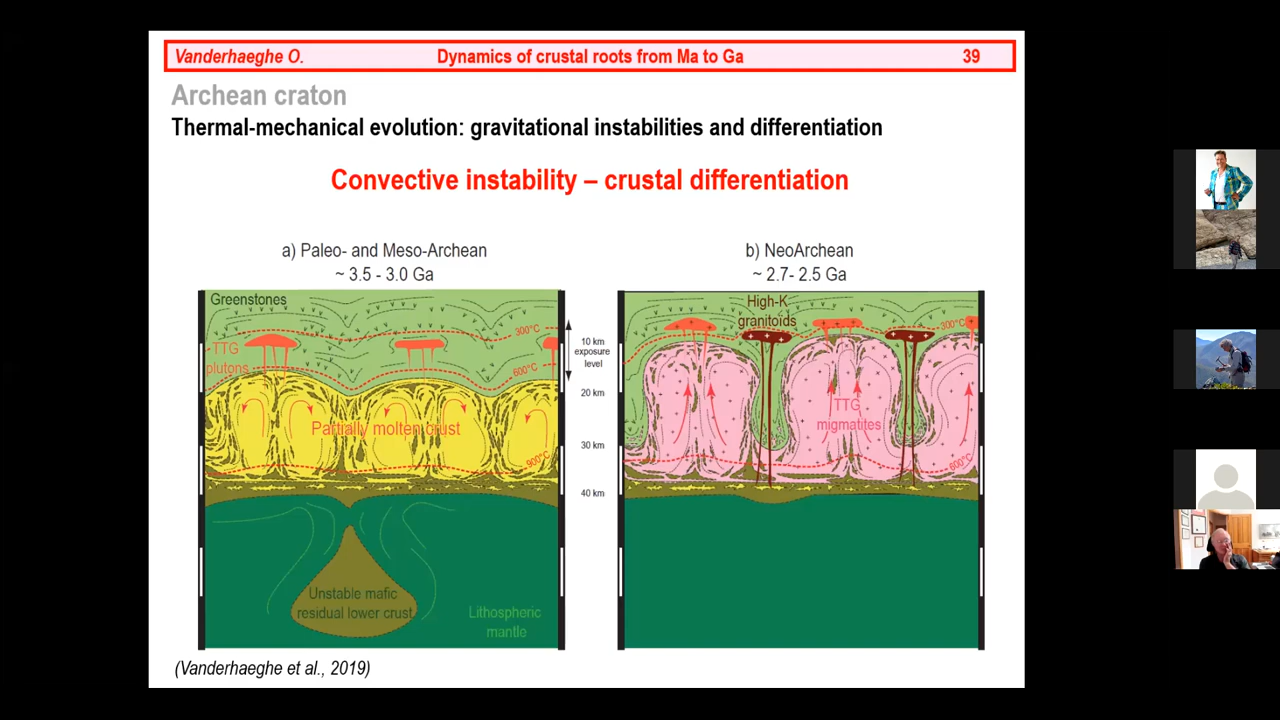 Vanderhaeghe O. Dynamics of crustal roots from Ma to Ga 39
Archean craton
Thermal-mechanical evolution: gravitational instabilities and differentiation
Convective instability – crustal differentiation
a) Paleo- and Meso-Archean
~ 3.5 - 3.0 Ga
b) NeoArchean
~ 2.7- 2.5 Ga
Greenstones
300°C
TTG
plutons
600°C
Partially molten crust
900°C
Unstable mafic
residual lower crust
Lithospheric
mantle
10 km
exposure
level
20 km
30 km
40 km
High-K
granitoids
300°C
TTG
migmatites
600°C
(Vanderhaeghe et al., 2019)